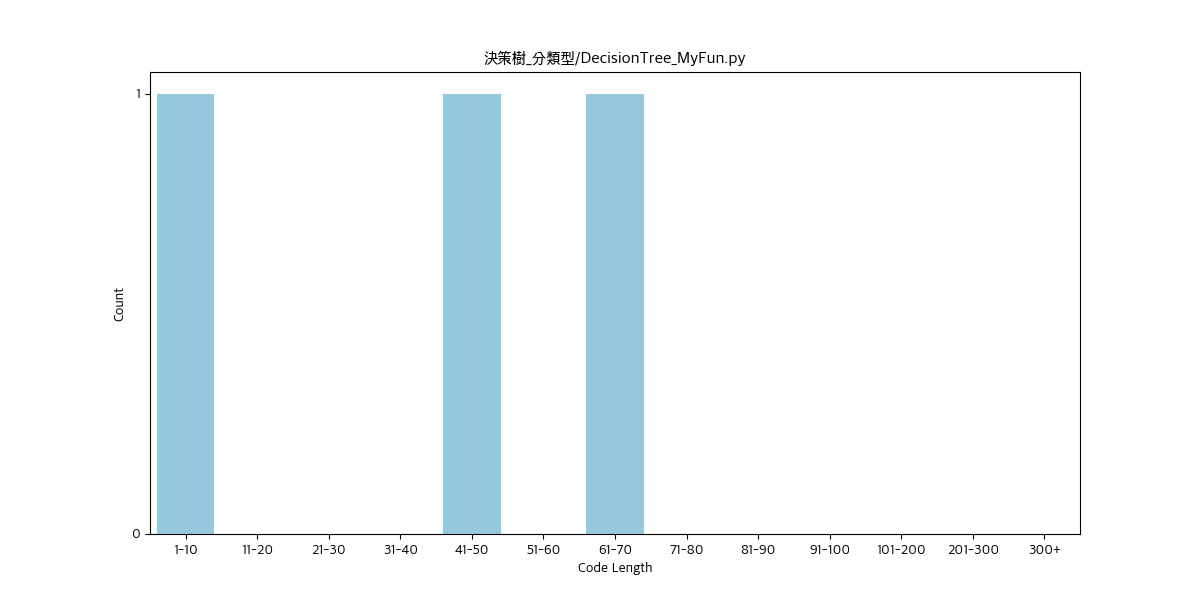 決策樹_分類型/DecisionTree_MyFun.py
1
0
Count
1-10 11-20 21-30 31-40 41-50 51-60 61-70 71-80 81-90 91-100 101-200 201-300 300+
Code Length